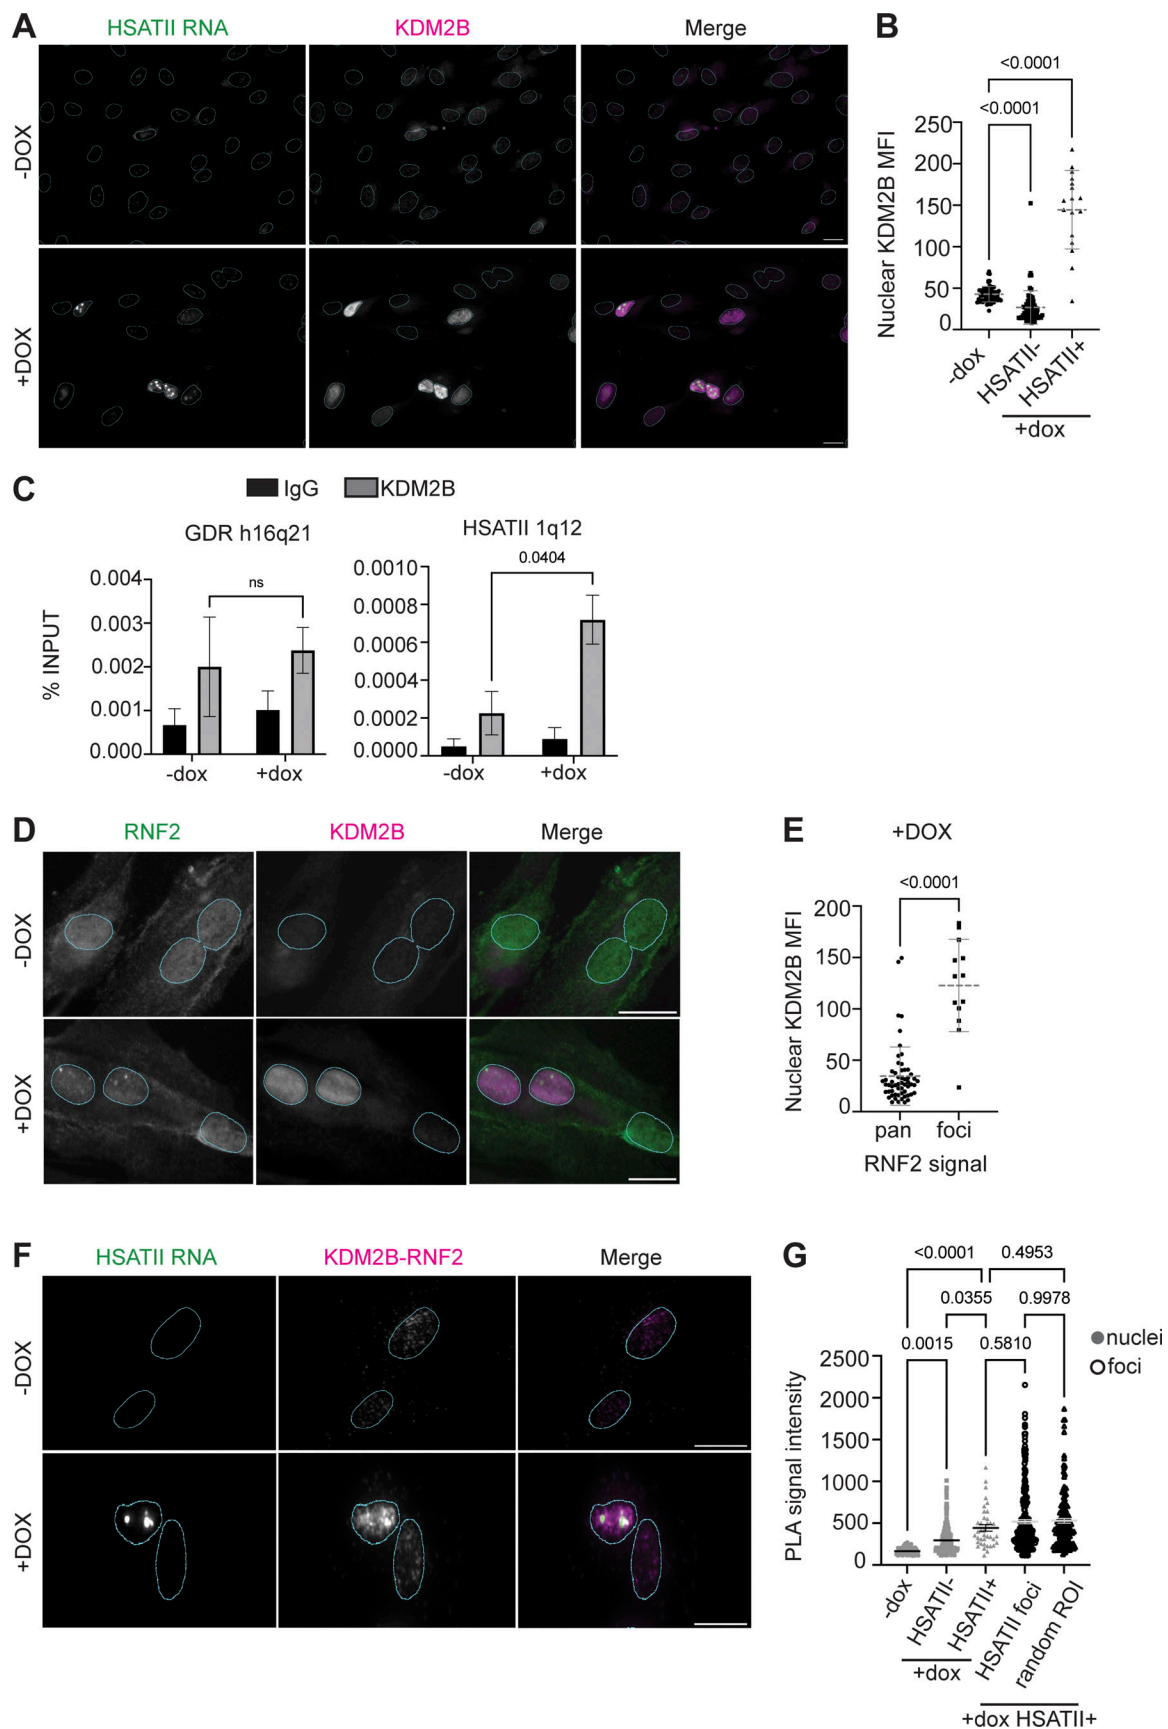 A
HSATII RNA
KDM2B
Merge
-DOX
+DOX
B
<0.0001
<0.0001
Nuclear KDM2B MFI
250
200
150
100
50
0
-dox
HSATII-
HSATII+
+dox
C
IgG
KDM2B
GDR h16q21
HSATII 1q12
% INPUT
0.004
0.003
0.002
0.001
0.000
ns
-dox
+dox
0.0010
0.0008
0.0006
0.0004
0.0002
0.0000
0.0404
-dox
+dox
D
RNF2
KDM2B
Merge
-DOX
+DOX
E
+DOX
<0.0001
Nuclear KDM2B MFI
200
150
100
50
0
pan
foci
RNF2 signal
F
HSATII RNA
KDM2B-RNF2
Merge
-DOX
+DOX
G
<0.0001
0.4953
0.0355
0.9978
0.0015
0.5810
nuclei
foci
PLA signal intensity
2500
2000
1500
1000
500
0
-dox
HSATII-
HSATII+
HSATII foci
random ROI
+dox
+dox HSATII+